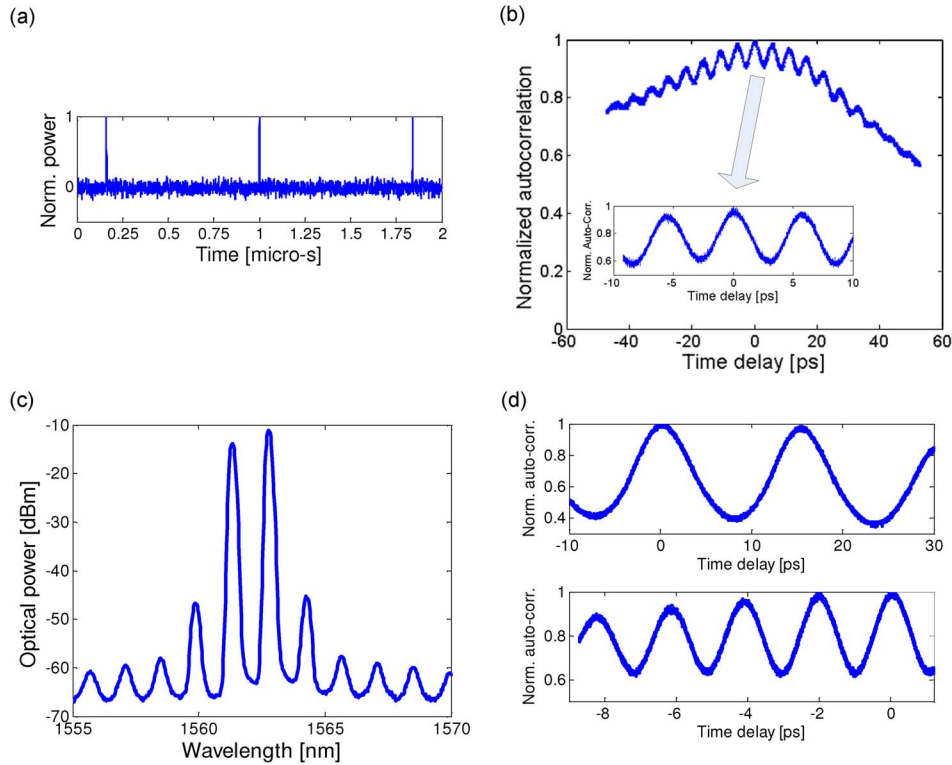 (a)
Norm. power
1
0
0 0.25 0.5 0.75 1 1.25 1.5 1.75 2
Time [micro-s]
(b)
Normalized autocorrelation
1
0.8
0.6
0.4
0.2
0
-60 -40 -20 0 20 40 60
Time delay [ps]
Norm. Auto-Corr.
1
0.8
0.6
-10 -5 0 5 10
Time delay [ps]
(c)
Optical power [dBm]
-10
-20
-30
-40
-50
-60
-70
1555 1560 1565 1570
Wavelength [nm]
(d)
Norm. auto-corr.
1
0.8
0.6
0.4
-10 0 10 20 30
Time delay [ps]
Norm. auto-corr.
1
0.8
0.6
0.4
-8 -6 -4 -2 0
Time delay [ps]